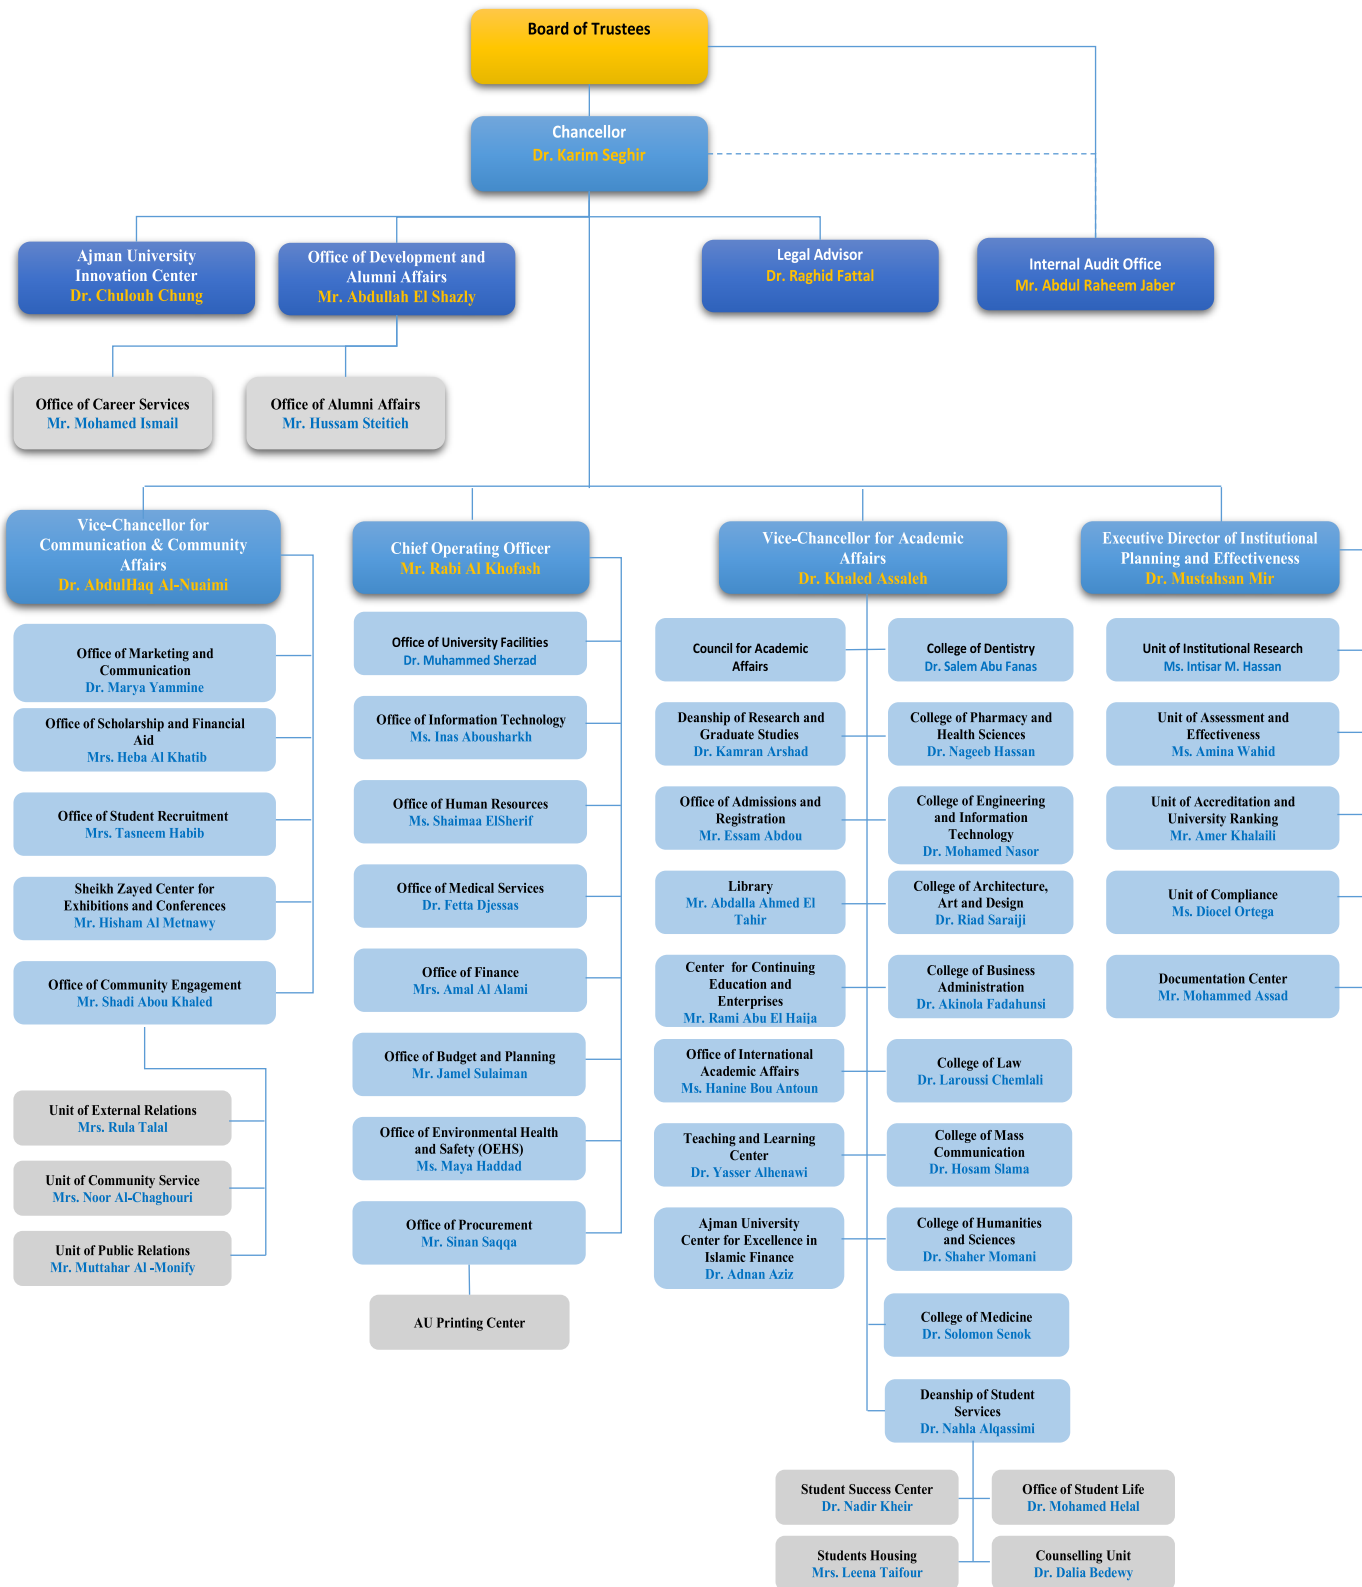 Board of Trustees
Chancellor
Dr. Karim Seghir
Ajman University
Innovation Center
Dr. Chulouh Chung
Office of Development and
Alumni Affairs
Mr. Abdullah El Shazly
Legal Advisor
Dr. Raghid Fattal
Internal Audit Office
Mr. Abdul Raheem Jaber
Office of Career Services
Mr. Mohamed Ismail
Office of Alumni Affairs
Mr. Hussam Steitieh
Vice-Chancellor for
Communication & Community
Affairs
Dr. AbdulHaq Al-Nuaimi
Chief Operating Officer
Mr. Rabi Al Khofash
Vice-Chancellor for Academic
Affairs
Dr. Khaled Assaleh
Executive Director of Institutional
Planning and Effectiveness
Dr. Mustahsan Mir
Office of Marketing and
Communication
Dr. Marya Yammine
Office of Scholarship and Financial
Aid
Mrs. Heba Al Khatib
Office of Student Recruitment
Mrs. Tasneem Habib
Sheikh Zayed Center for
Exhibitions and Conferences
Mr. Hisham Al Metnawy
Office of Community Engagement
Mr. Shadi Abou Khaled
Unit of External Relations
Mrs. Rula Talal
Unit of Community Service
Mrs. Noor Al-Chaghouri
Unit of Public Relations
Mr. Muttahar Al -Monify
Office of University Facilities
Dr. Muhammed Sherzad
Office of Information Technology
Ms. Inas Abousharkh
Office of Human Resources
Ms. Shaimaa ElSherif
Office of Medical Services
Dr. Fetta Djessas
Office of Finance
Mrs. Amal Al Alami
Office of Budget and Planning
Mr. Jamel Sulaiman
Office of Environmental Health
and Safety (OEHS)
Ms. Maya Haddad
Office of Procurement
Mr. Sinan Saqqa
AU Printing Center
Council for Academic
Affairs
Deanship of Research and
Graduate Studies
Dr. Kamran Arshad
Office of Admissions and
Registration
Mr. Essam Abdou
Library
Mr. Abdalla Ahmed El
Tahir
Center for Continuing
Education and
Enterprises
Mr. Rami Abu El Haija
Office of International
Academic Affairs
Ms. Hanine Bou Antoun
Teaching and Learning
Center
Dr. Yasser Alhenawi
Ajman University
Center for Excellence in
Islamic Finance
Dr. Adnan Aziz
College of Dentistry
Dr. Salem Abu Fanas
College of Pharmacy and
Health Sciences
Dr. Nageeb Hassan
College of Engineering
and Information
Technology
Dr. Mohamed Nasor
College of Architecture,
Art and Design
Dr. Riad Saraiji
College of Business
Administration
Dr. Akinola Fadahunsi
College of Law
Dr. Laroussi Chemlali
College of Mass
Communication
Dr. Hosam Slama
College of Humanities
and Sciences
Dr. Shaher Momani
College of Medicine
Dr. Solomon Senok
Deanship of Student
Services
Dr. Nahla Alqassimi
Student Success Center
Dr. Nadir Kheir
Office of Student Life
Dr. Mohamed Helal
Students Housing
Mrs. Leena Taifour
Counselling Unit
Dr. Dalia Bedewy
Unit of Institutional Research
Ms. Intisar M. Hassan
Unit of Assessment and
Effectiveness
Ms. Amina Wahid
Unit of Accreditation and
University Ranking
Mr. Amer Khalaili
Unit of Compliance
Ms. Diocel Ortega
Documentation Center
Mr. Mohammed Assad